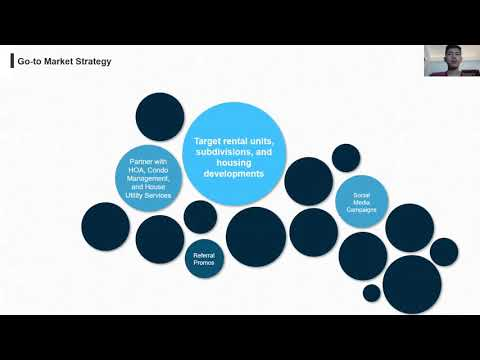 Go-to Market Strategy
Target rental units,
subdivisions, and
housing
developments
Partner with
HOA, Condo
Management,
and House
Utility Services
Social
Media
Campaigns
Referral
Promos